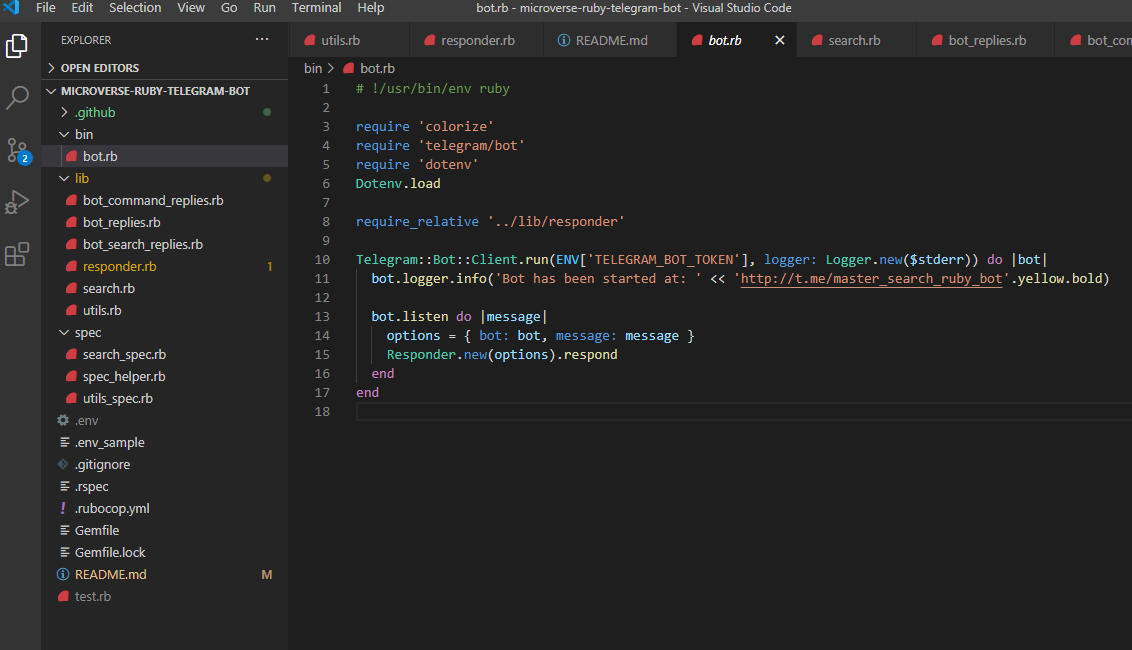 File Edit Selection View Go Run Terminal Help bot.rb - microverse-ruby-telegram-bot - Visual Studio Code
EXPLORER ...
OPEN EDITORS
MICROVERSE-RUBY-TELEGRAM-BOT
.github
bin
bot.rb
lib
bot_command_replies.rb
bot_replies.rb
bot_search_replies.rb
responder.rb 1
search.rb
utils.rb
spec
search_spec.rb
spec_helper.rb
utils_spec.rb
.env
.env_sample
.gitignore
.rspec
.rubocop.yml
Gemfile
Gemfile.lock
README.md M
test.rb
2
utils.rb responder.rb README.md bot.rb search.rb bot_replies.rb bot_com
bin > bot.rb
1 # !/usr/bin/env ruby
2
3 require 'colorize'
4 require 'telegram/bot'
5 require 'dotenv'
6 Dotenv.load
7
8 require_relative '../lib/responder'
9
10 Telegram::Bot::Client.run(ENV['TELEGRAM_BOT_TOKEN'], logger: Logger.new($stderr)) do |bot|
11 bot.logger.info('Bot has been started at: ' << 'http://t.me/master_search_ruby_bot'.yellow.bold)
12
13 bot.listen do |message|
14 options = { bot: bot, message: message }
15 Responder.new(options).respond
16 end
17 end
18